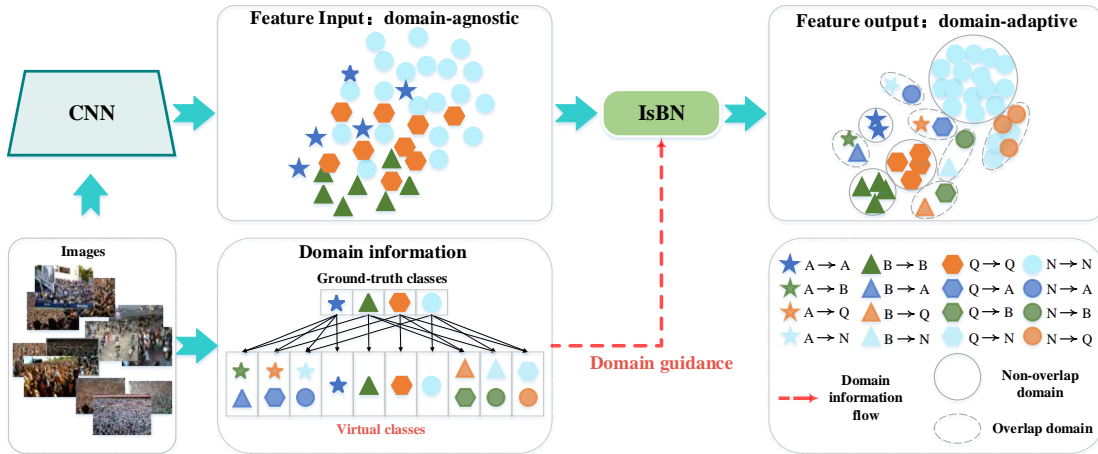 Feature Input：domain-agnostic
Feature output：domain-adaptive
CNN
IsBN
Images
Domain information
Ground-truth classes
Virtual classes
Domain guidance
A→A B→B Q→Q N→N
A→B B→A Q→A N→A
A→Q B→Q Q→B N→B
A→N B→N Q→N N→Q
Domain
information
flow
Non-overlap
domain
Overlap domain